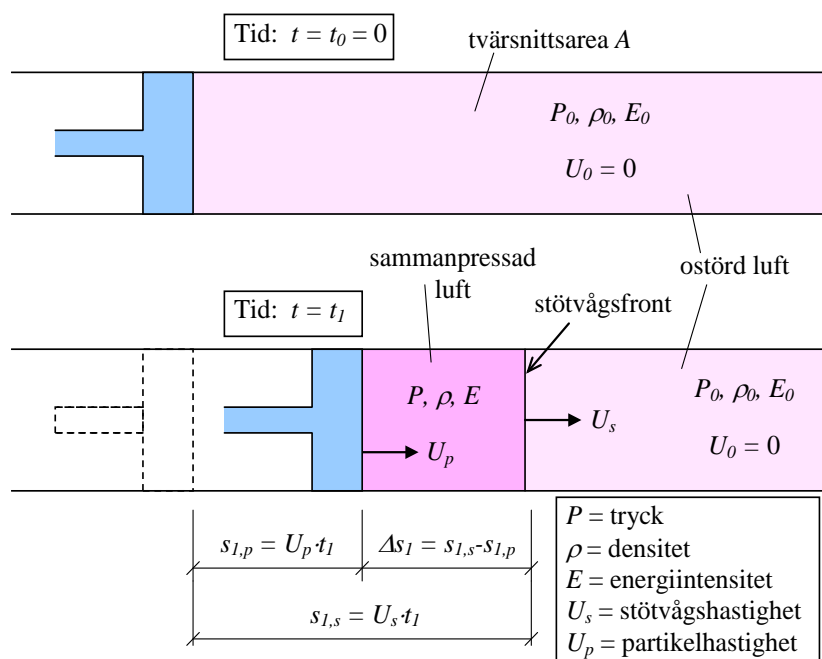 Tid: t = t₀ = 0
tvärsnittsarea A
P₀, ρ₀, E₀
U₀ = 0
sammanpressad
luft
ostörd luft
Tid: t = t₁
stötvågsfront
P, ρ, E
P₀, ρ₀, E₀
Uₛ
Uₚ
U₀ = 0
s₁,ₚ = Uₚ·t₁
Δs₁ = s₁,ₛ-s₁,ₚ
s₁,ₛ = Uₛ·t₁
P = tryck
ρ = densitet
E = energiintensitet
Uₛ = stötvågshastighet
Uₚ = partikelhastighet